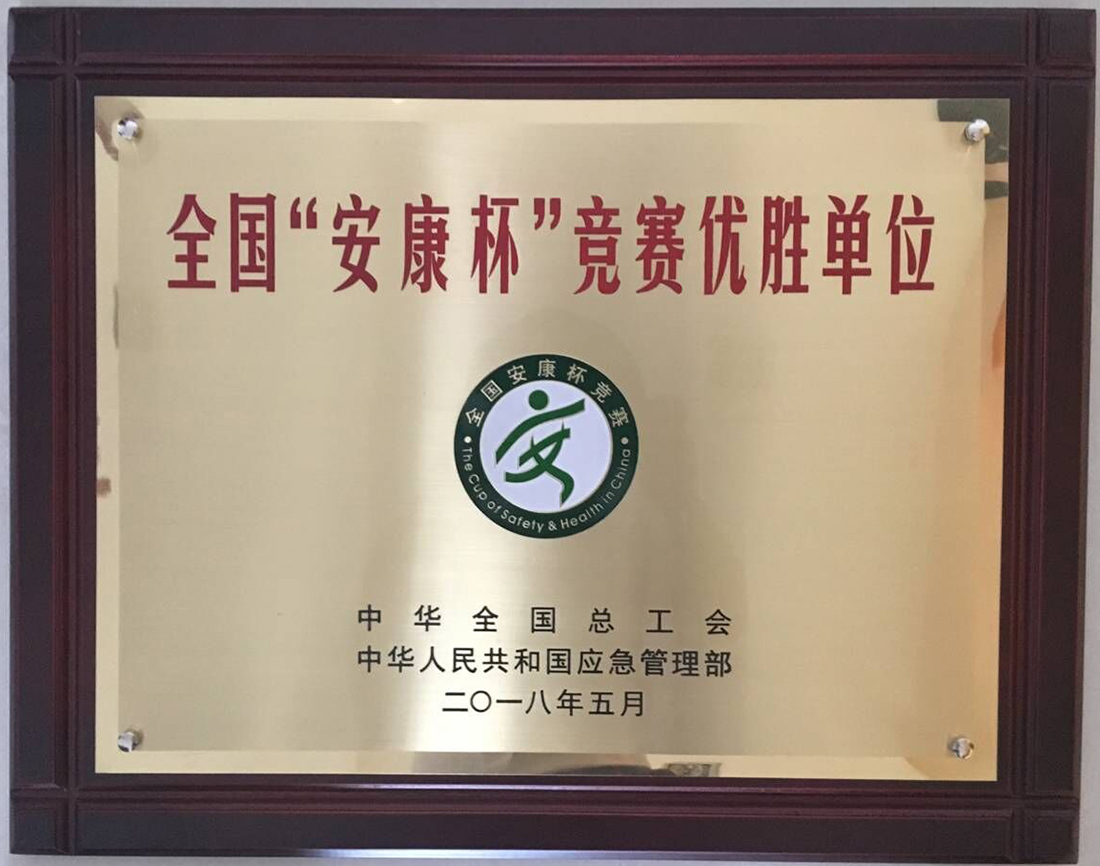 全国“安康杯”竞赛优胜单位
全国安康杯竞赛
The Cup of Safety & Health in China
安
中华全国总工会
中华人民共和国应急管理部
二〇一八年五月